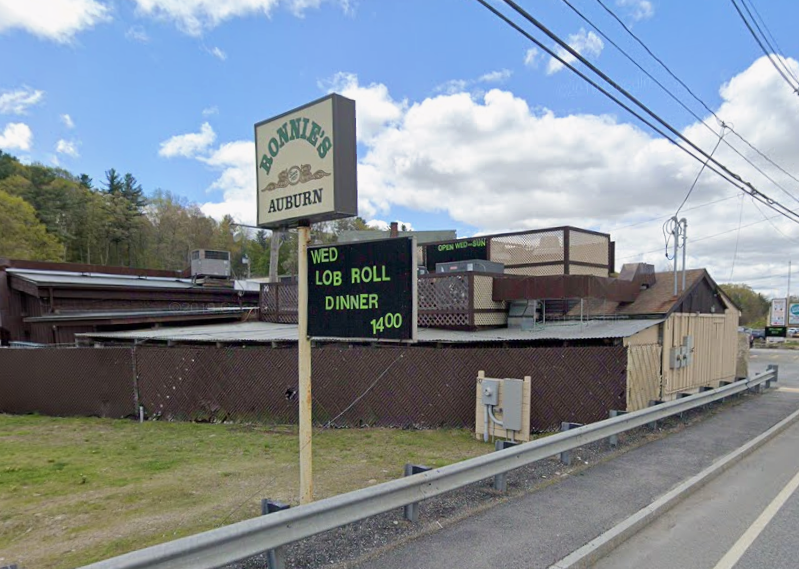 BONNIE'S
AUBURN
WED
LOB ROLL
DINNER
1400
OPEN WED-SUN